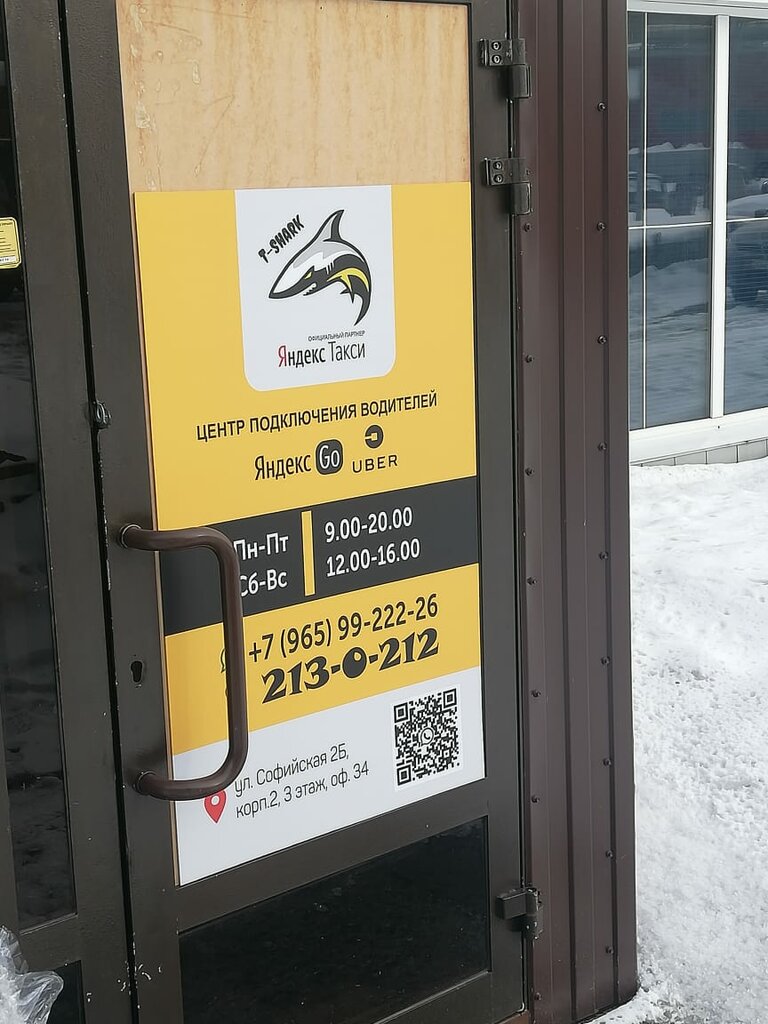 P-SHARK
ОФИЦИАЛЬНЫЙ ПАРТНЕР
Яндекс Такси
ЦЕНТР ПОДКЛЮЧЕНИЯ ВОДИТЕЛЕЙ
Яндекс Go UBER
Пн-Пт 9.00-20.00
Сб-Вс 12.00-16.00
+7 (965) 99-222-26
213-0-212
ул. Софийская 2Б,
корп.2, 3 этаж, оф. 34